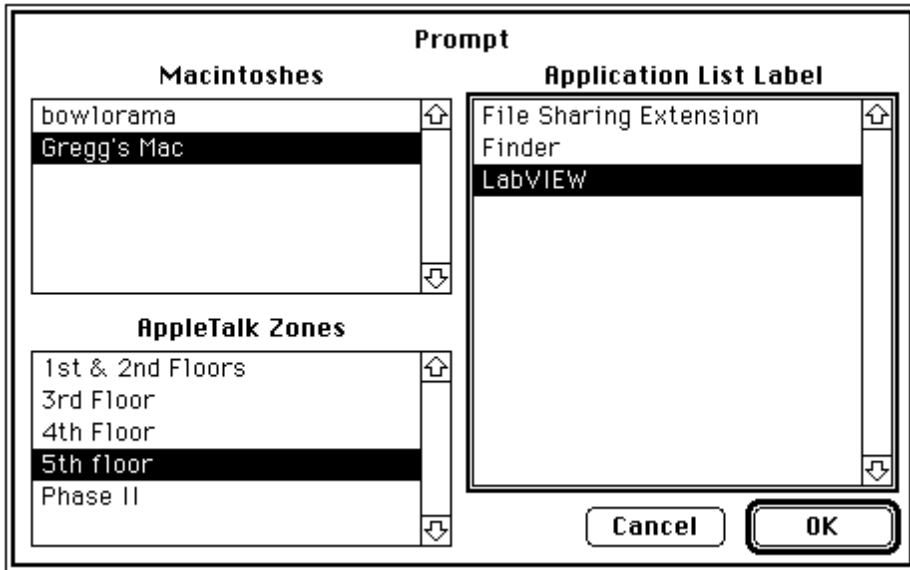 Prompt
Macintoshes
bowlorama
Gregg's Mac
AppleTalk Zones
1st & 2nd Floors
3rd Floor
4th Floor
5th floor
Phase II
Application List Label
File Sharing Extension
Finder
LabVIEW
Cancel
OK